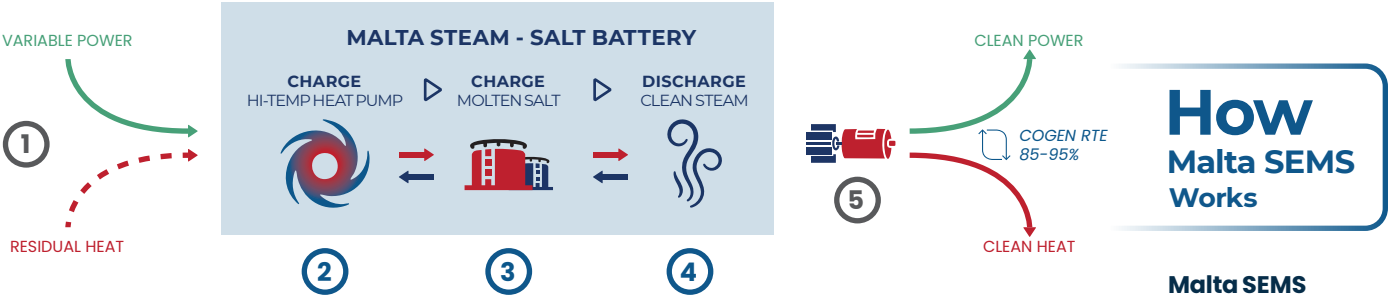 VARIABLE POWER
1
RESIDUAL HEAT
MALTA STEAM - SALT BATTERY
CHARGE
HI-TEMP HEAT PUMP
CHARGE
MOLTEN SALT
DISCHARGE
CLEAN STEAM
2
3
4
5
CLEAN POWER
COGEN RTE
85-95%
CLEAN HEAT
How
Malta SEMS
Works
Malta SEMS